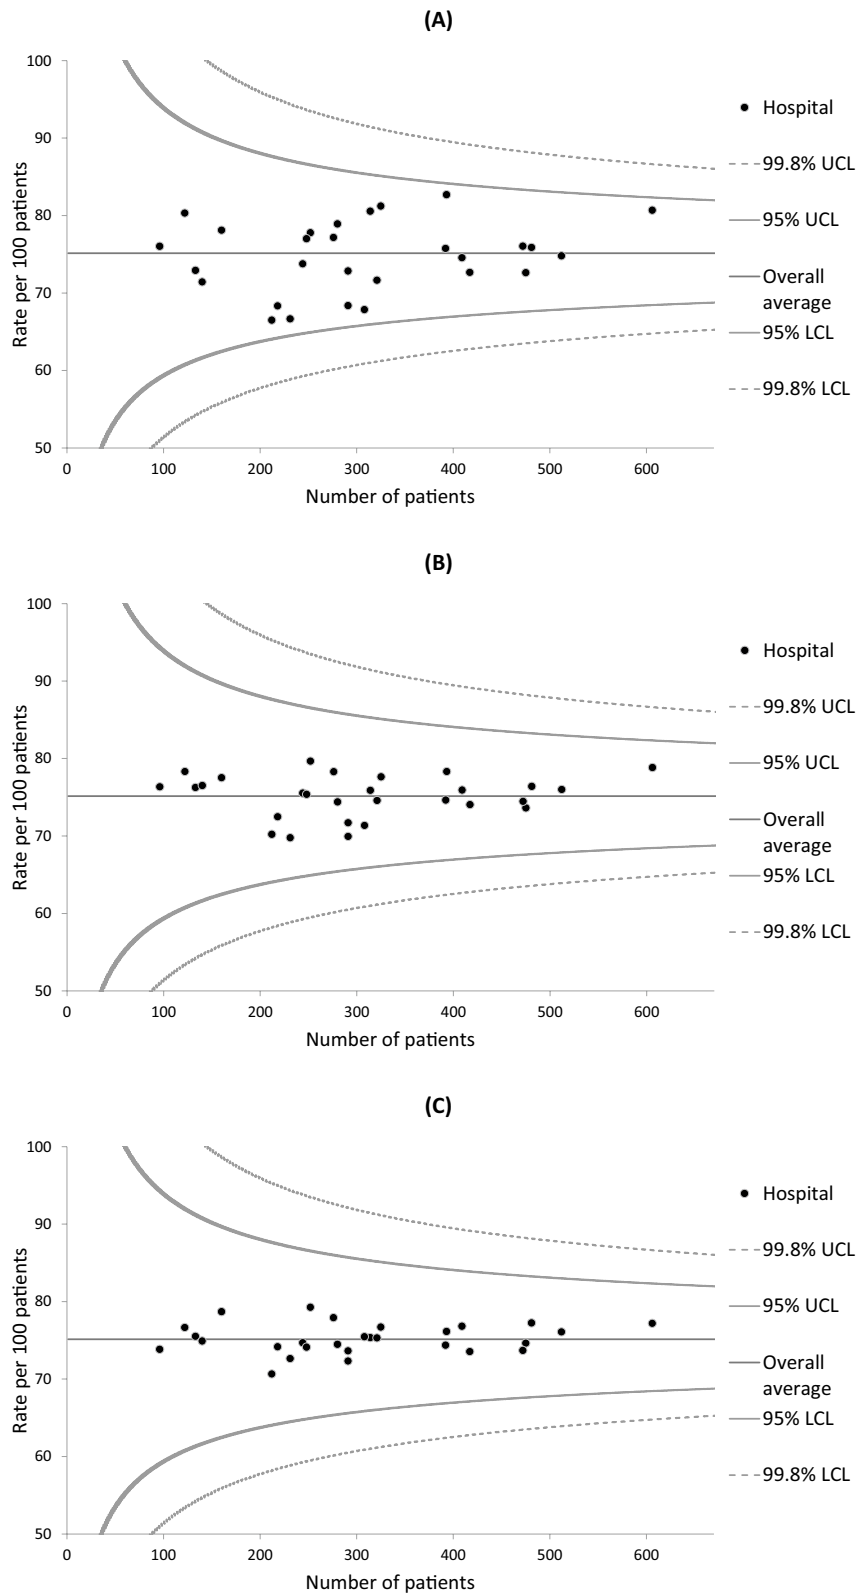 (A)
100
90
80
70
60
50
0
100
200
300
400
500
600
Rate per 100 patients
Number of patients
Hospital
99.8% UCL
95% UCL
Overall
average
95% LCL
99.8% LCL
(B)
100
90
80
70
60
50
0
100
200
300
400
500
600
Rate per 100 patients
Number of patients
Hospital
99.8% UCL
95% UCL
Overall
average
95% LCL
99.8% LCL
(C)
100
90
80
70
60
50
0
100
200
300
400
500
600
Rate per 100 patients
Number of patients
Hospital
99.8% UCL
95% UCL
Overall
average
95% LCL
99.8% LCL